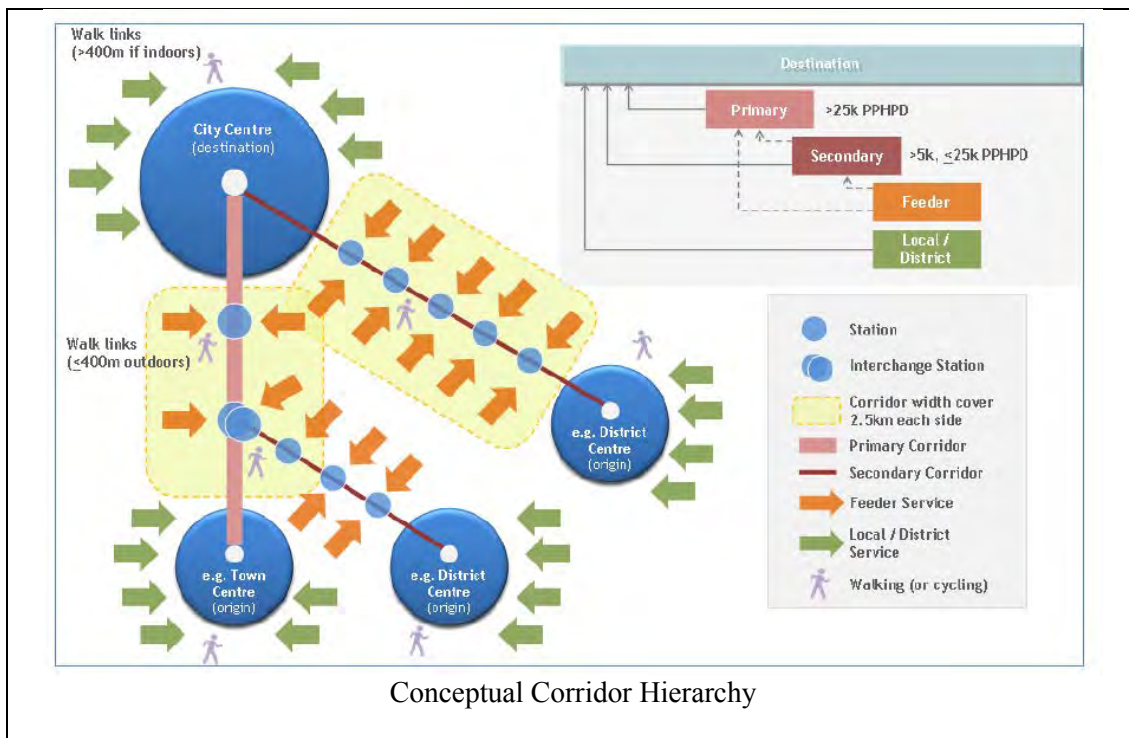 Walk links
(>400m if indoors)
City Centre
(destination)
Walk links
(≤400m outdoors)
e.g. Town
Centre
(origin)
e.g. District
Centre
(origin)
e.g. District
Centre
(origin)
Destination
Primary
>25k PPHPD
Secondary
>5k, ≤25k PPHPD
Feeder
Local /
District
Station
Interchange Station
Corridor width cover
2.5km each side
Primary Corridor
Secondary Corridor
Feeder Service
Local / District
Service
Walking (or cycling)
Conceptual Corridor Hierarchy